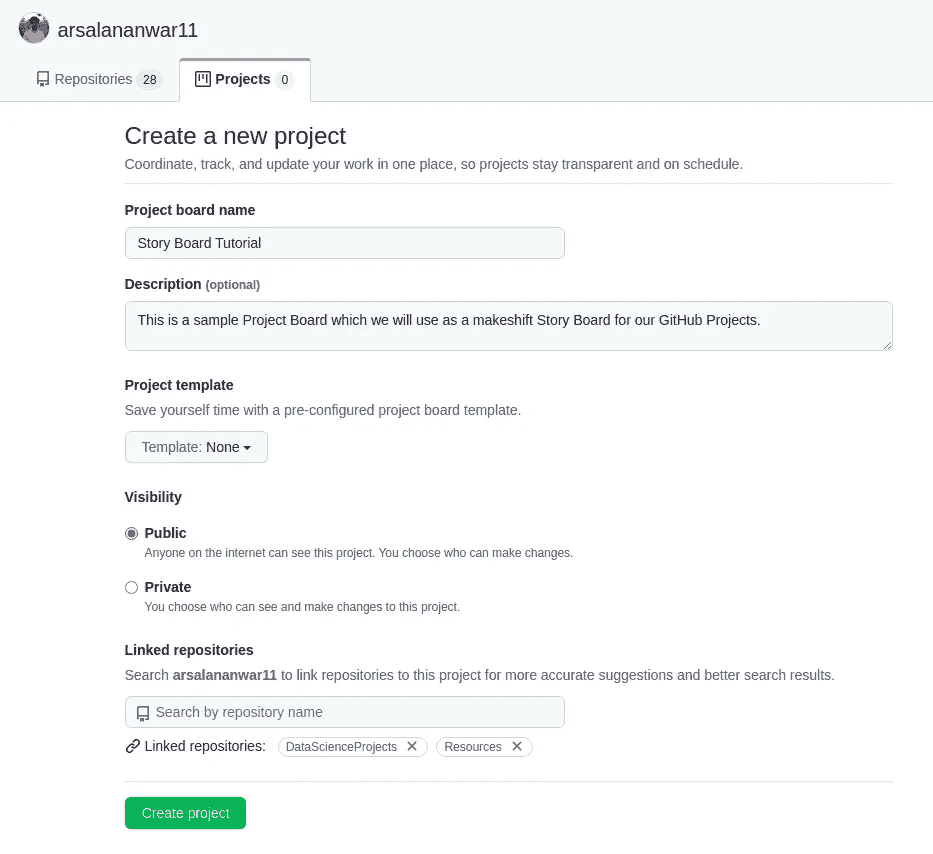 arsalananwar11
Repositories 28 Projects 0
Create a new project
Coordinate, track, and update your work in one place, so projects stay transparent and on schedule.
Project board name
Story Board Tutorial
Description (optional)
This is a sample Project Board which we will use as a makeshift Story Board for our GitHub Projects.
Project template
Save yourself time with a pre-configured project board template.
Template: None
Visibility
Public
Anyone on the internet can see this project. You choose who can make changes.
Private
You choose who can see and make changes to this project.
Linked repositories
Search arsalananwar11 to link repositories to this project for more accurate suggestions and better search results.
Search by repository name
Linked repositories: DataScienceProjects Resources
Create project